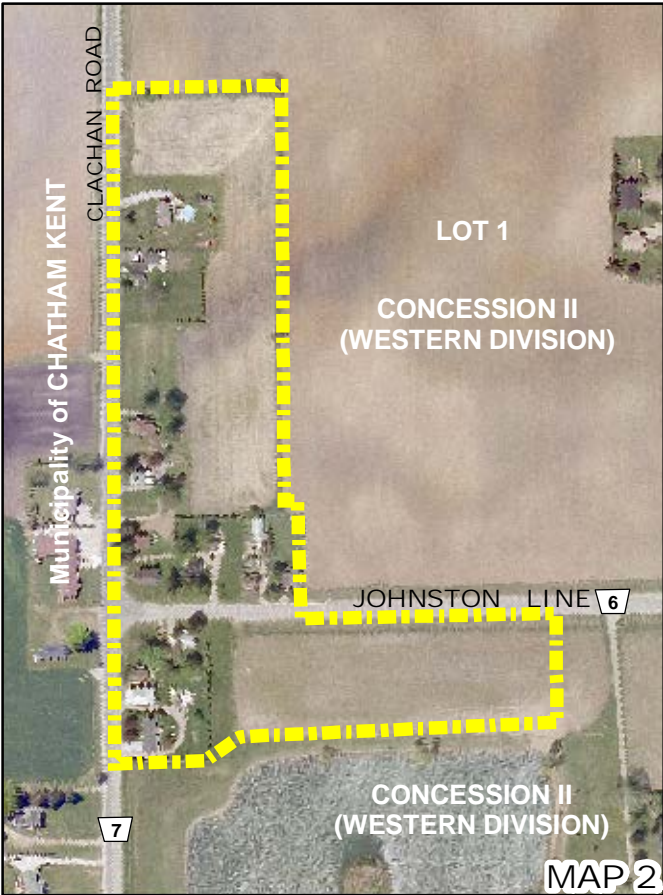 CLACHAN ROAD
Municipality of CHATHAM KENT
LOT 1
CONCESSION II
(WESTERN DIVISION)
JOHNSTON LINE
6
CONCESSION II
(WESTERN DIVISION)
7
MAP 2